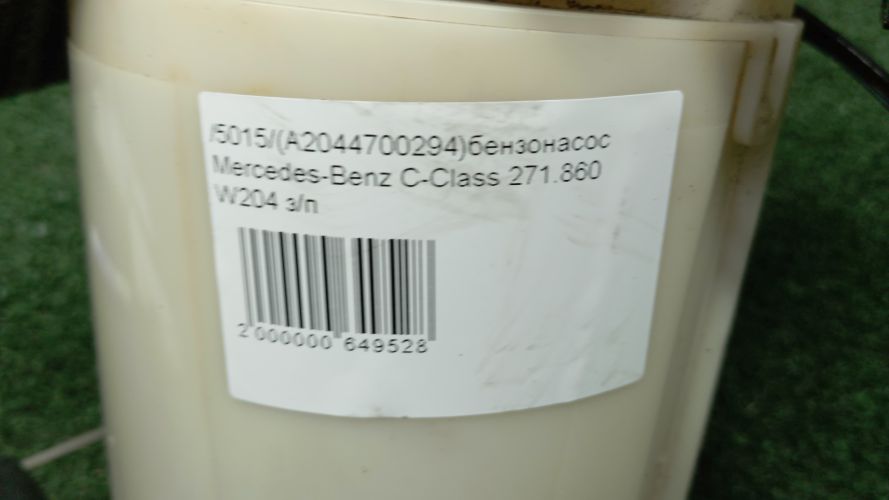 /5015/(A2044700294)бензонасос
Mercedes-Benz C-Class 271.860
W204 з/п
2 000000 649528